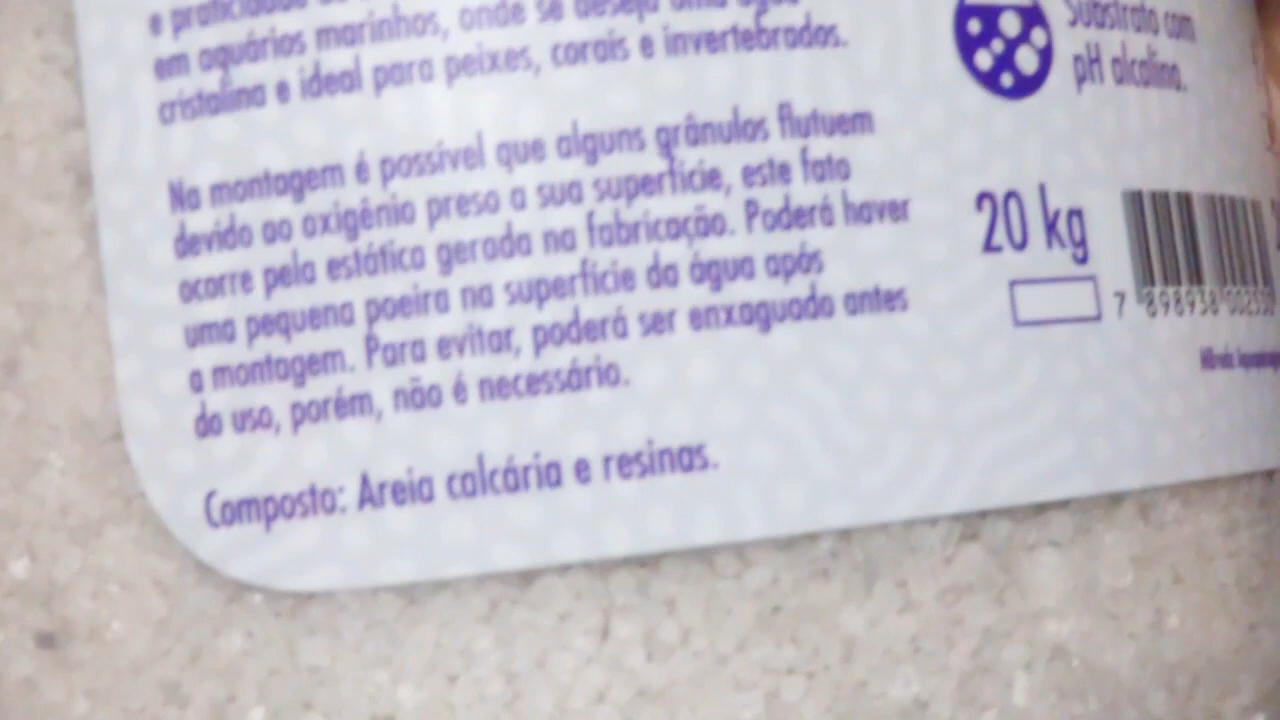 e praticidade
em aquários marinhos, onde se deseja uma água
cristalina e ideal para peixes, corais e invertebrados.
Na montagem é possível que alguns grânulos flutuem
devido ao oxigênio preso a sua superfície, este fato
ocorre pela estática gerada na fabricação. Poderá haver
uma pequena poeira na superfície da água após
a montagem. Para evitar, poderá ser enxaguado antes
do uso, porém, não é necessário.
Composto: Areia calcária e resinas.
Substrato com
pH alcalino.
20 kg
7 898938